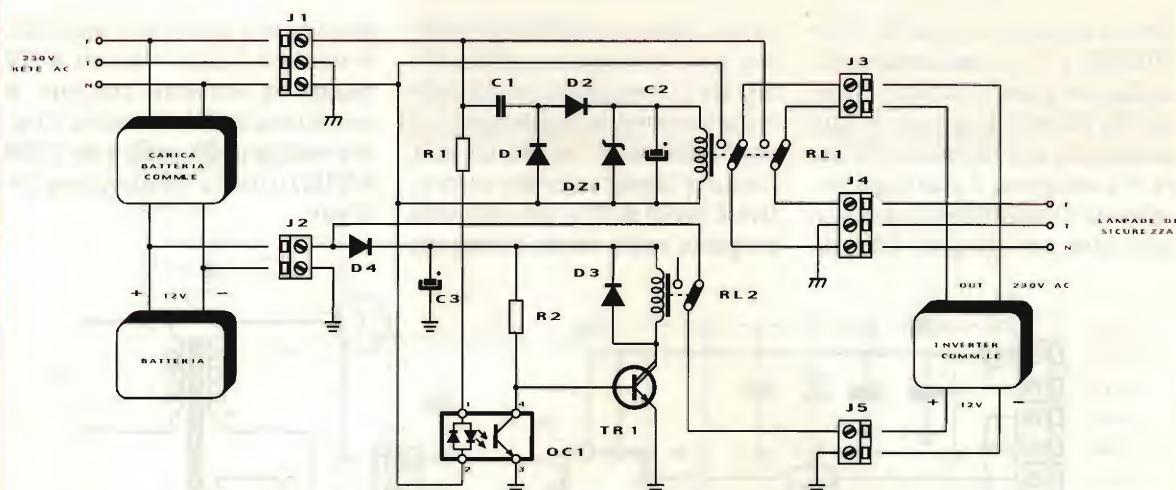 J1
F
230V
RETE AC
T
N
CARICA
BATTERIA
COMM.LE
J2
+ 12V -
BATTERIA
R1
C1
D2
C2
D1
DZ1
RL1
J3
J4
F
T
N
LAMPADE DI
SICUREZZA
D4
C3
R2
D3
RL2
TR1
1
4
2
3
OC1
OUT 230V AC
INVERTER
COMM.LE
+ 12V -
J5